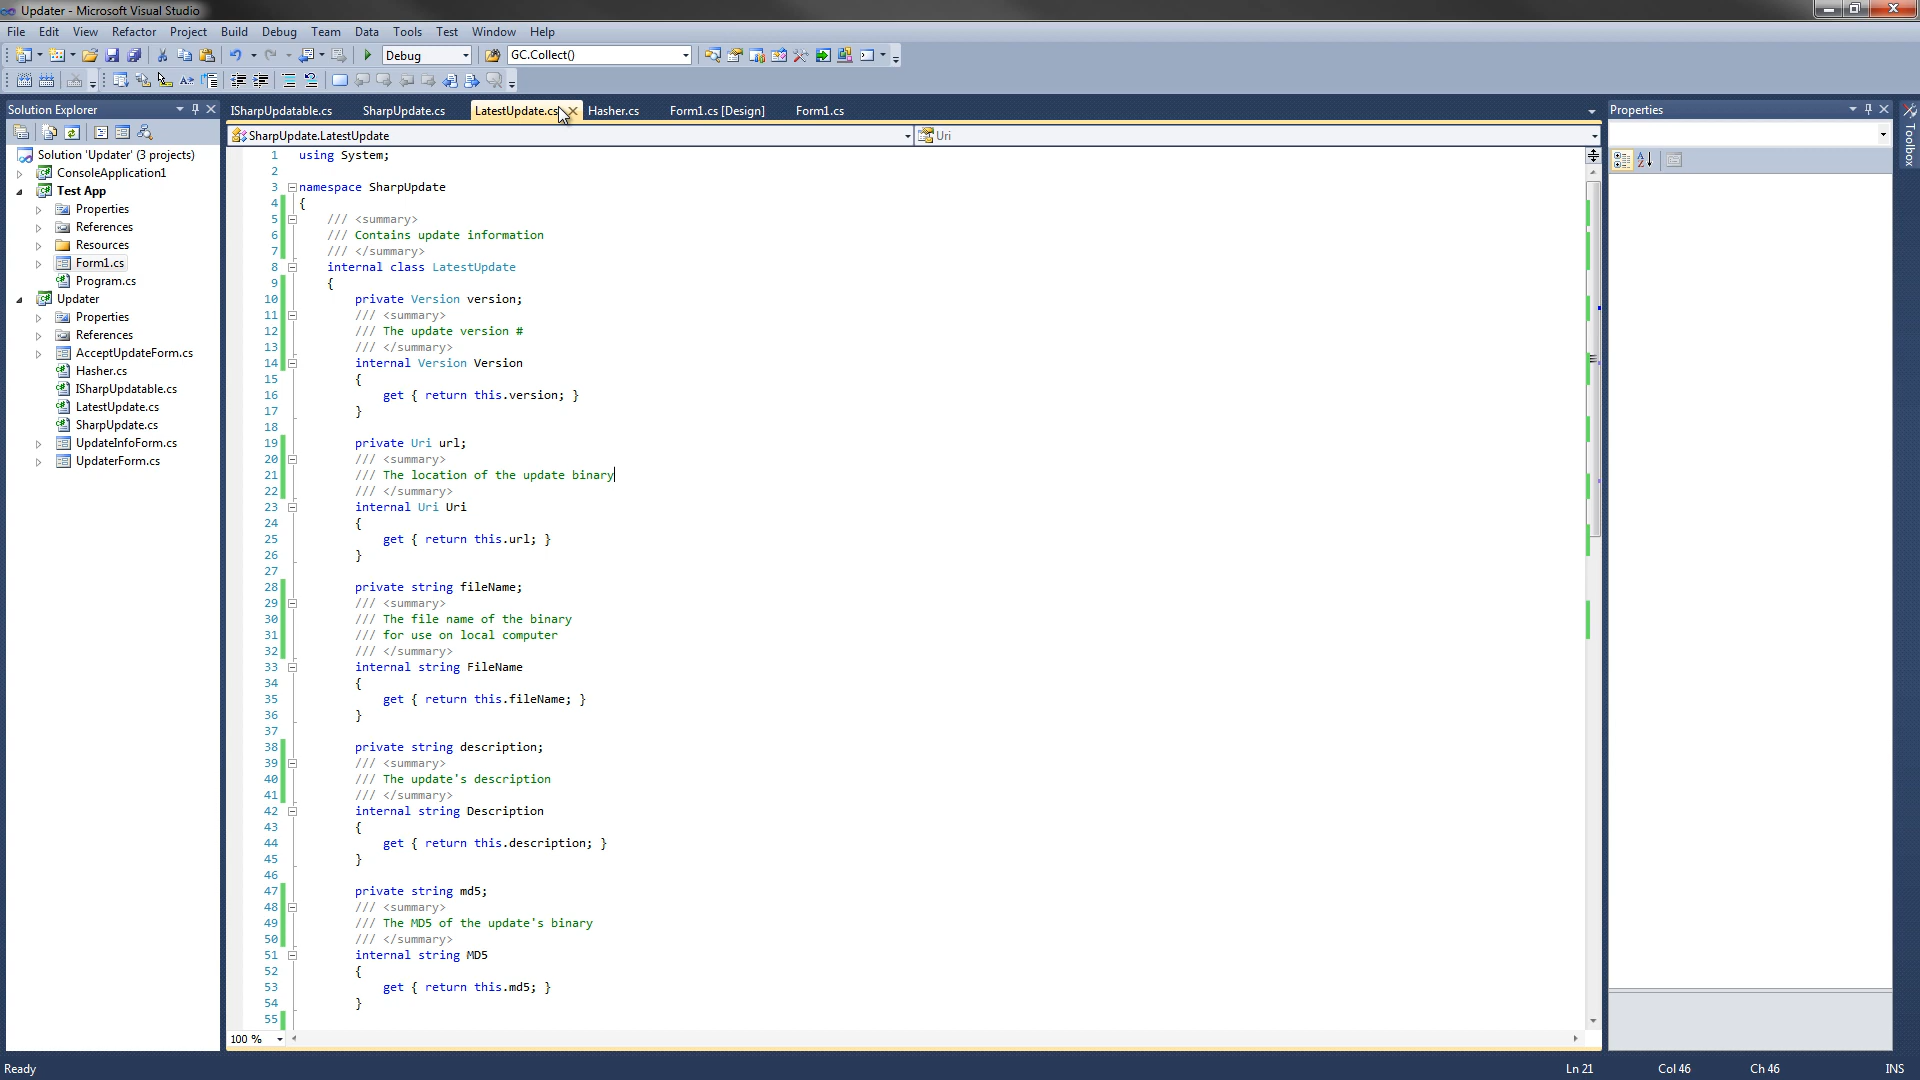 Updater - Microsoft Visual Studio
File Edit View Refactor Project Build Debug Team Data Tools Test Window Help
Debug GC.Collect()
Solution Explorer
Solution 'Updater' (3 projects)
ConsoleApplication1
Test App
Properties
References
Resources
Form1.cs
Program.cs
Updater
Properties
References
AcceptUpdateForm.cs
Hasher.cs
ISharpUpdatable.cs
LatestUpdate.cs
SharpUpdate.cs
UpdateInfoForm.cs
UpdaterForm.cs
ISharpUpdatable.cs SharpUpdate.cs LatestUpdate.cs Hasher.cs Form1.cs [Design] Form1.cs
SharpUpdate.LatestUpdate Uri
1 using System;
2
3 namespace SharpUpdate
4 {
5 /// <summary>
6 /// Contains update information
7 /// </summary>
8 internal class LatestUpdate
9 {
10 private Version version;
11 /// <summary>
12 /// The update version #
13 /// </summary>
14 internal Version Version
15 {
16 get { return this.version; }
17 }
18
19 private Uri url;
20 /// <summary>
21 /// The location of the update binary
22 /// </summary>
23 internal Uri Uri
24 {
25 get { return this.url; }
26 }
27
28 private string fileName;
29 /// <summary>
30 /// The file name of the binary
31 /// for use on local computer
32 /// </summary>
33 internal string FileName
34 {
35 get { return this.fileName; }
36 }
37
38 private string description;
39 /// <summary>
40 /// The update's description
41 /// </summary>
42 internal string Description
43 {
44 get { return this.description; }
45 }
46
47 private string md5;
48 /// <summary>
49 /// The MD5 of the update's binary
50 /// </summary>
51 internal string MD5
52 {
53 get { return this.md5; }
54 }
55
100 %
Properties
Toolbox
Ready Ln 21 Col 46 Ch 46 INS